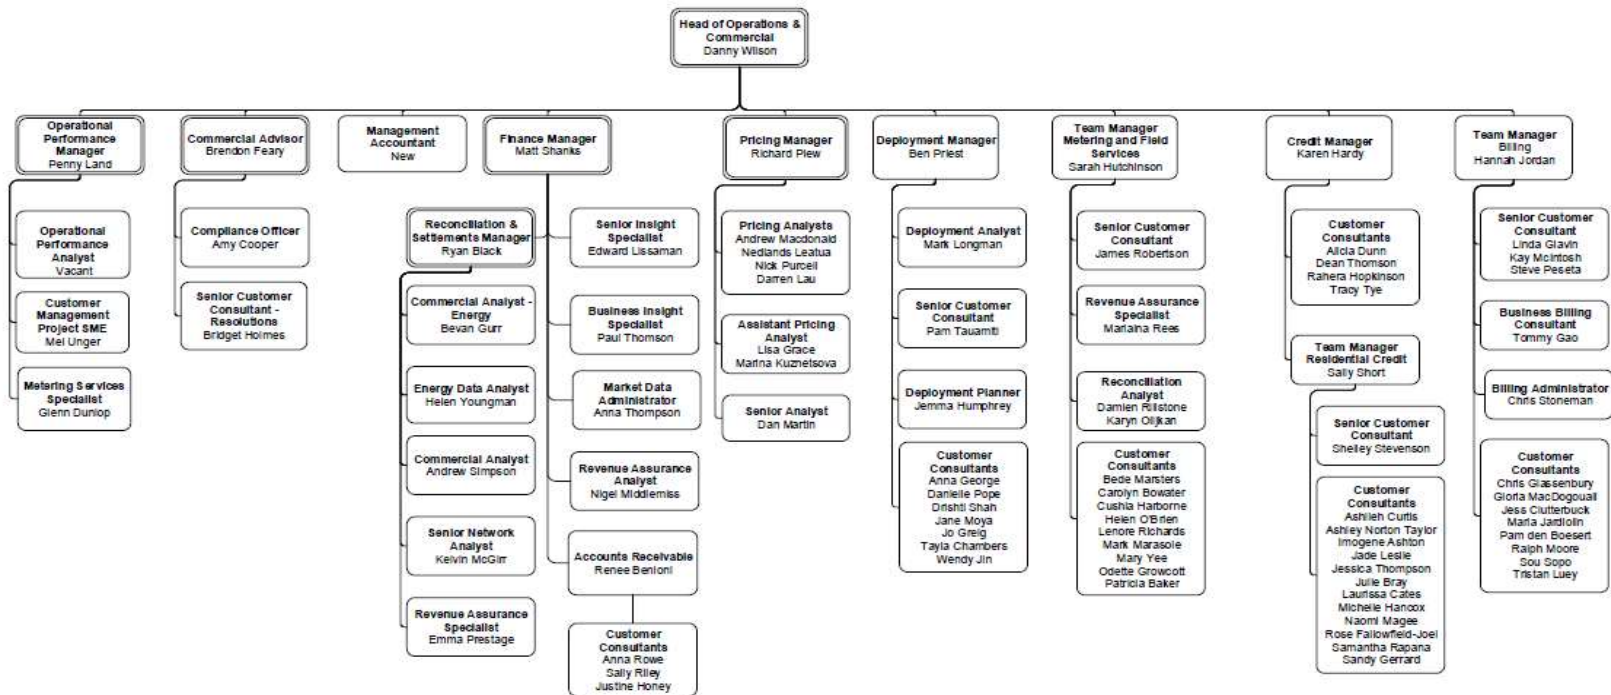 Head of Operations &
Commercial
Danny Wilson
Operational
Performance
Manager
Penny Land
Commercial Advisor
Brendon Feary
Management
Accountant
New
Finance Manager
Matt Shanks
Pricing Manager
Richard Plew
Deployment Manager
Ben Priest
Team Manager
Metering and Field
Services
Sarah Hutchinson
Credit Manager
Karen Hardy
Team Manager
Billing
Hannah Jordan
Operational
Performance
Analyst
Vacant
Customer
Management
Project SME
Mel Unger
Metering Services
Specialist
Glenn Dunlop
Compliance Officer
Amy Cooper
Senior Customer
Consultant -
Resolutions
Bridget Holmes
Reconciliation &
Settlements Manager
Ryan Black
Commercial Analyst -
Energy
Bevan Gurr
Energy Data Analyst
Helen Youngman
Commercial Analyst
Andrew Simpson
Senior Network
Analyst
Kelvin McGirr
Revenue Assurance
Specialist
Emma Prestage
Senior Insight
Specialist
Edward Lissaman
Business Insight
Specialist
Paul Thomson
Market Data
Administrator
Anna Thompson
Revenue Assurance
Analyst
Nigel Middlemiss
Accounts Receivable
Renee Benioni
Customer
Consultants
Anna Rowe
Sally Riley
Justine Honey
Pricing Analysts
Andrew Macdonald
Nedlands Leatua
Nick Purcell
Darren Lau
Assistant Pricing
Analyst
Lisa Grace
Marina Kuznetsova
Senior Analyst
Dan Martin
Deployment Analyst
Mark Longman
Senior Customer
Consultant
Pam Tauamiti
Deployment Planner
Jemma Humphrey
Customer
Consultants
Anna George
Danielle Pope
Drishti Shah
Jane Moya
Jo Greig
Tayla Chambers
Wendy Jin
Senior Customer
Consultant
James Robertson
Revenue Assurance
Specialist
Mariaina Rees
Reconciliation
Analyst
Damien Rillstone
Karyn Olijkan
Customer
Consultants
Bede Marsters
Carolyn Bowater
Cushla Harborne
Helen O'Brien
Lenore Richards
Mark Marasole
Mary Yee
Odette Growcott
Patricia Baker
Customer
Consultants
Alicia Dunn
Dean Thomson
Rahera Hopkinson
Tracy Tye
Team Manager
Residential Credit
Sally Short
Senior Customer
Consultant
Shelley Stevenson
Customer
Consultants
Ashleh Curtis
Ashley Norton Taylor
Imogene Ashton
Jade Leslie
Jessica Thompson
Julie Bray
Laurissa Cates
Michelle Hancox
Naomi Magee
Rose Fallowfield-Joel
Samantha Rapana
Sandy Gerrard
Senior Customer
Consultant
Linda Glavin
Kay McIntosh
Steve Peseta
Business Billing
Consultant
Tommy Gao
Billing Administrator
Chris Stoneman
Customer
Consultants
Chris Glassenbury
Gloria MacDogouall
Jess Clutterbuck
Maria Jardiolin
Pam den Boesert
Ralph Moore
Sou Sopo
Tristan Luey